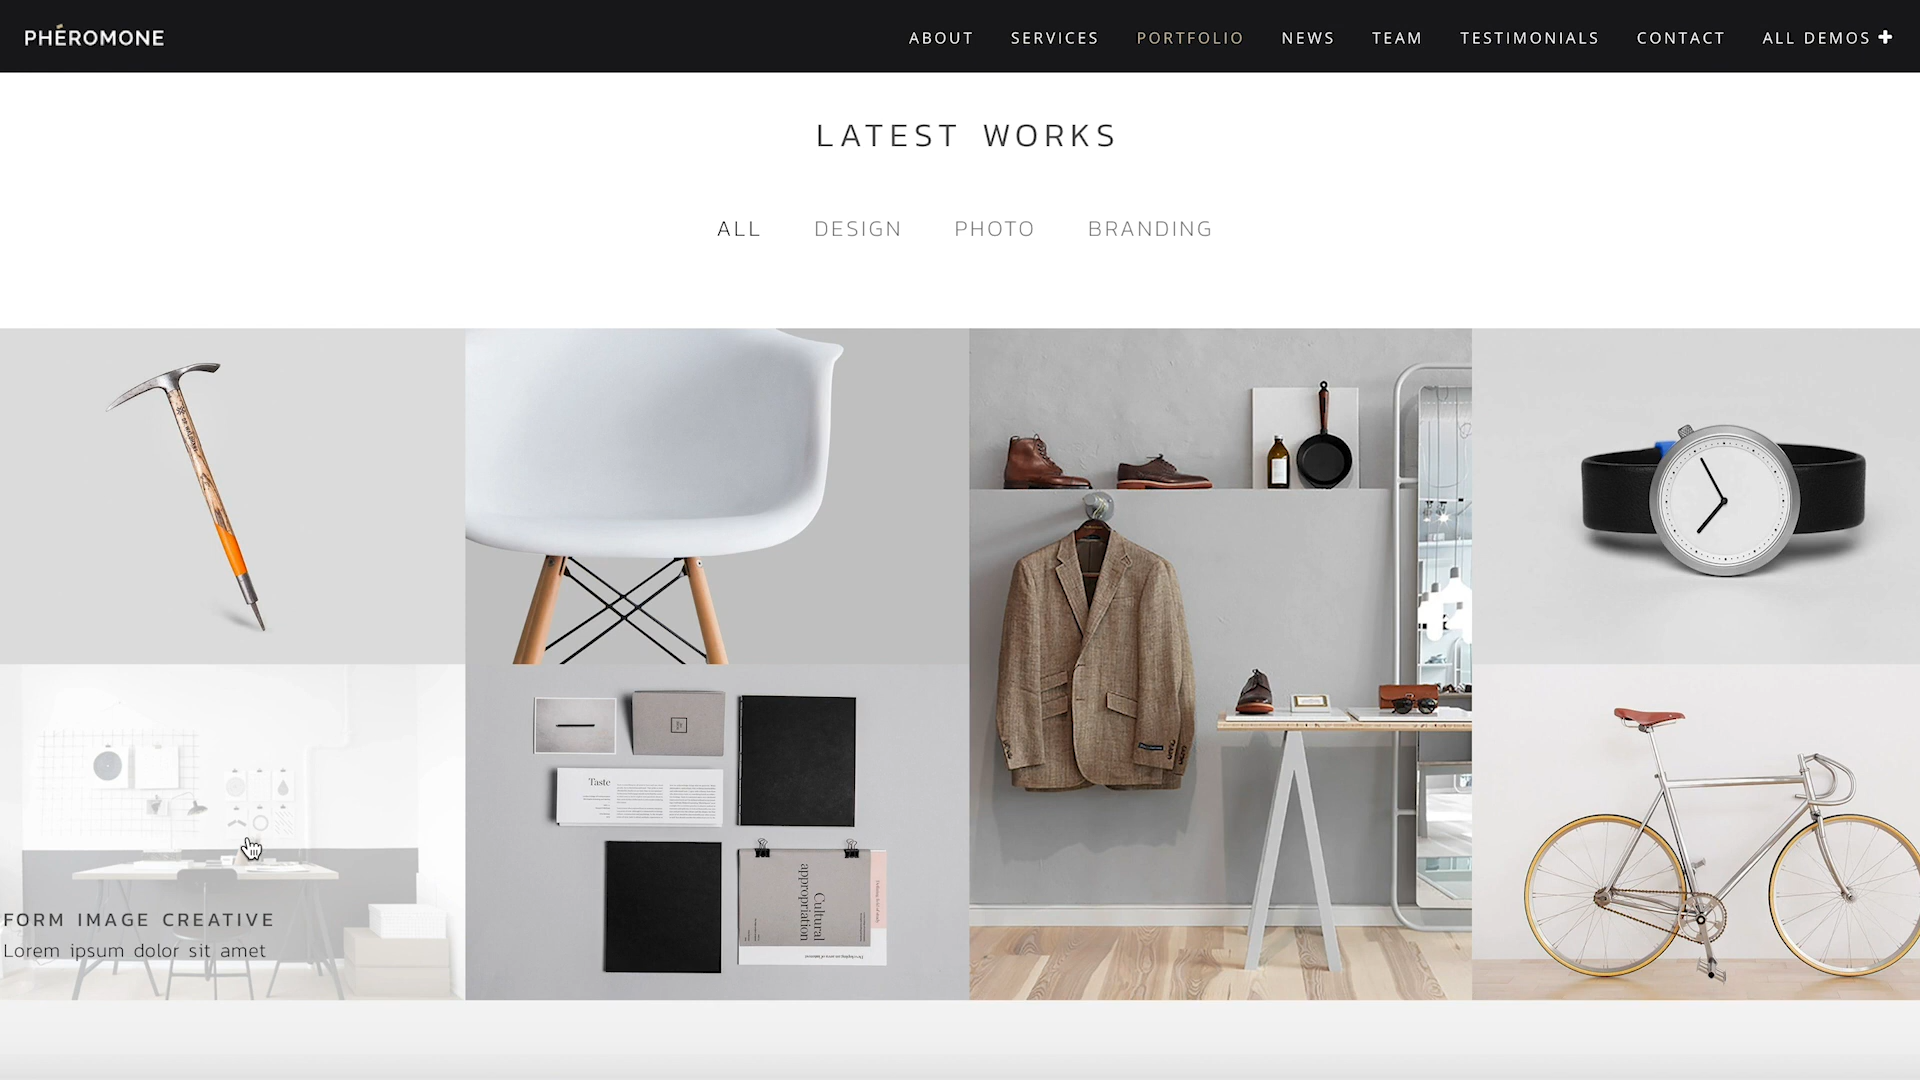 PHÉROMONE
ABOUT SERVICES PORTFOLIO NEWS TEAM TESTIMONIALS CONTACT ALL DEMOS
LATEST WORKS
ALL DESIGN PHOTO BRANDING
Taste
Cultural
appropriation
FORM IMAGE CREATIVE
Lorem ipsum dolor sit amet